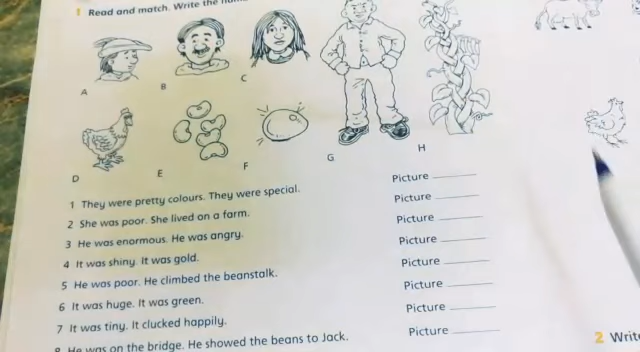 1 Read and match. Write the
A
B
C
D
E
F
G
H
1 They were pretty colours. They were special. Picture
2 She was poor. She lived on a farm. Picture
3 He was enormous. He was angry. Picture
4 It was shiny. It was gold. Picture
5 He was poor. He climbed the beanstalk. Picture
6 It was huge. It was green. Picture
7 It was tiny. It clucked happily. Picture
8 He was on the bridge. He showed the beans to Jack. Picture
2 Writ